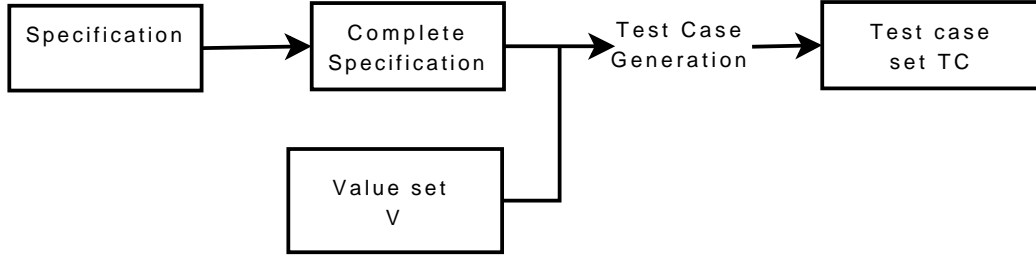 Specification
Complete
Specification
Test Case
Generation
Test case
set TC
Value set
V